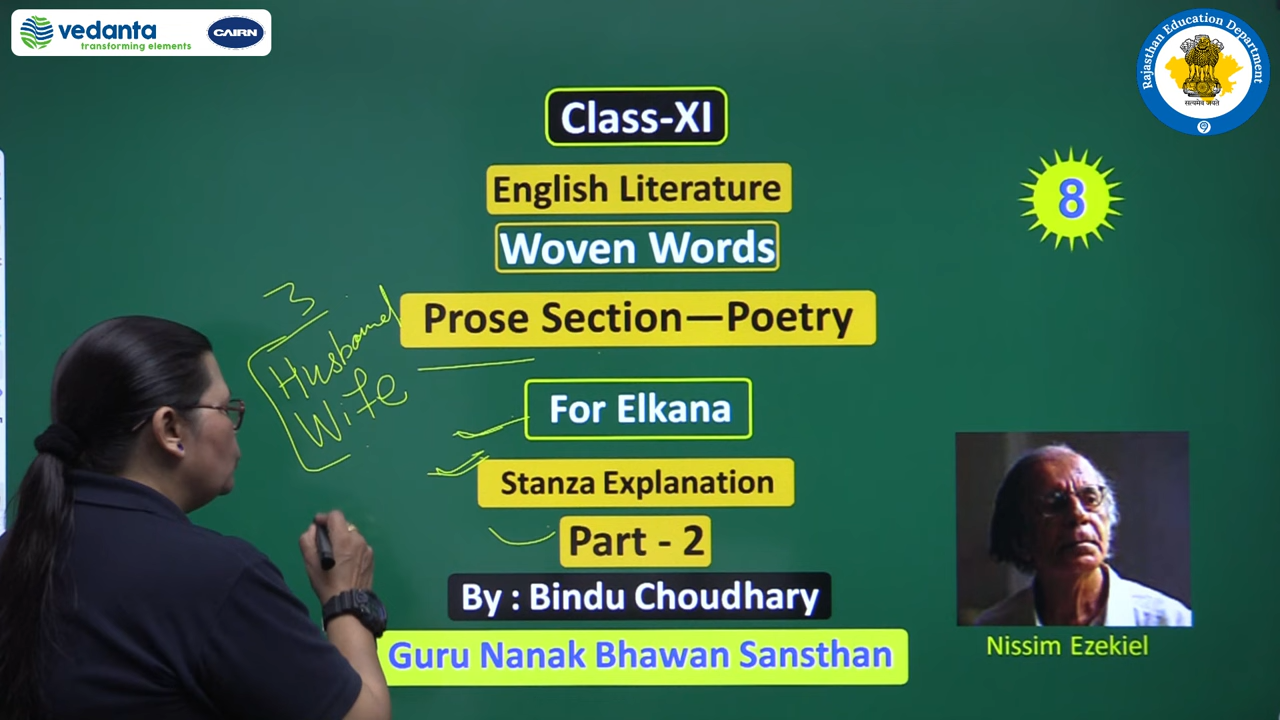 vedanta
transforming elements
CAIRN
Rajasthan Education Department
सत्यमेव जयते
Class-XI
English Literature
8
Woven Words
3
Husband
Wife
Prose Section—Poetry
For Elkana
Stanza Explanation
Part - 2
By : Bindu Choudhary
Guru Nanak Bhawan Sansthan
Nissim Ezekiel